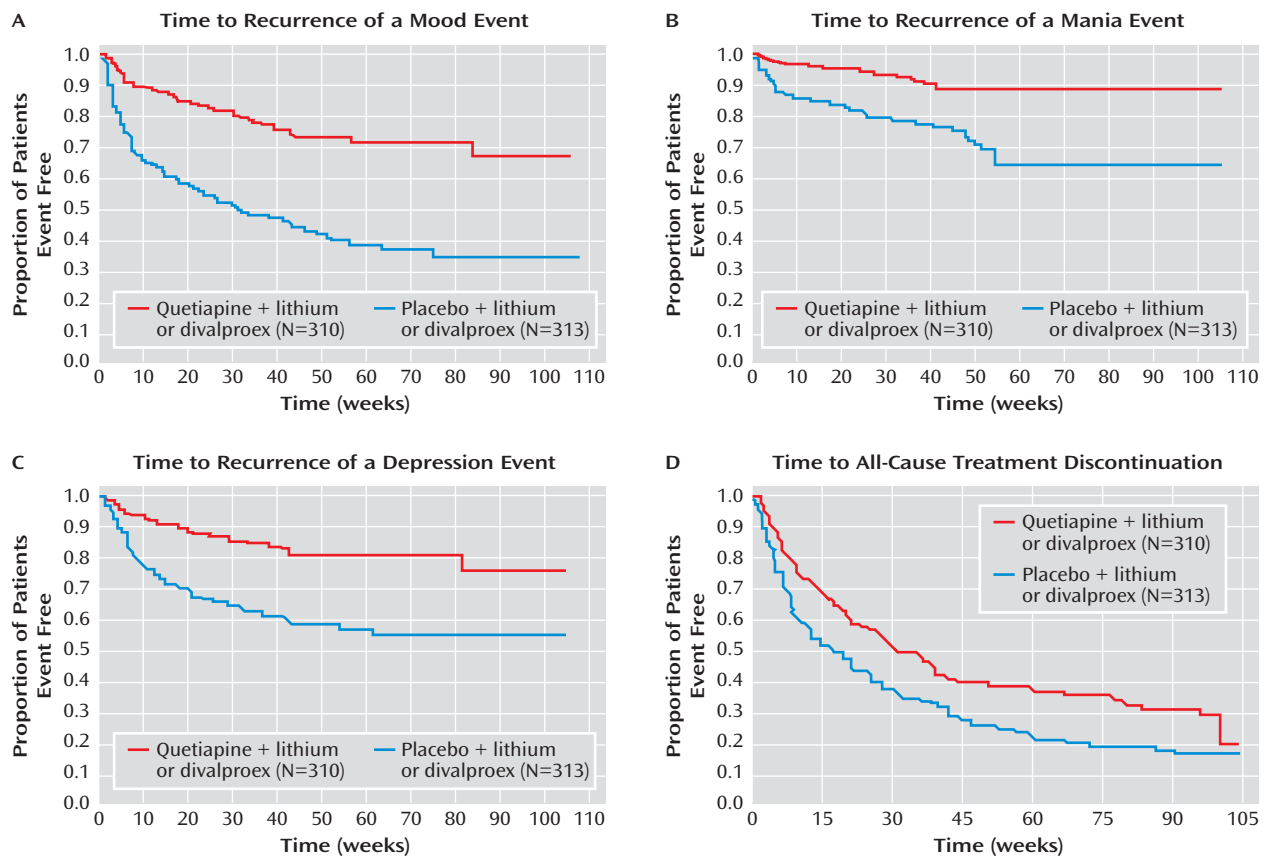 A Time to Recurrence of a Mood Event
Proportion of Patients
Event Free
1.0
0.9
0.8
0.7
0.6
0.5
0.4
0.3
0.2
0.1
0.0
Quetiapine + lithium
or divalproex (N=310)
Placebo + lithium
or divalproex (N=313)
0 10 20 30 40 50 60 70 80 90 100 110
Time (weeks)
B Time to Recurrence of a Mania Event
Proportion of Patients
Event Free
1.0
0.9
0.8
0.7
0.6
0.5
0.4
0.3
0.2
0.1
0.0
Quetiapine + lithium
or divalproex (N=310)
Placebo + lithium
or divalproex (N=313)
0 10 20 30 40 50 60 70 80 90 100 110
Time (weeks)
C Time to Recurrence of a Depression Event
Proportion of Patients
Event Free
1.0
0.9
0.8
0.7
0.6
0.5
0.4
0.3
0.2
0.1
0.0
Quetiapine + lithium
or divalproex (N=310)
Placebo + lithium
or divalproex (N=313)
0 10 20 30 40 50 60 70 80 90 100 110
Time (weeks)
D Time to All-Cause Treatment Discontinuation
Proportion of Patients
Event Free
1.0
0.9
0.8
0.7
0.6
0.5
0.4
0.3
0.2
0.1
0.0
Quetiapine + lithium
or divalproex (N=310)
Placebo + lithium
or divalproex (N=313)
0 15 30 45 60 75 90 105
Time (weeks)